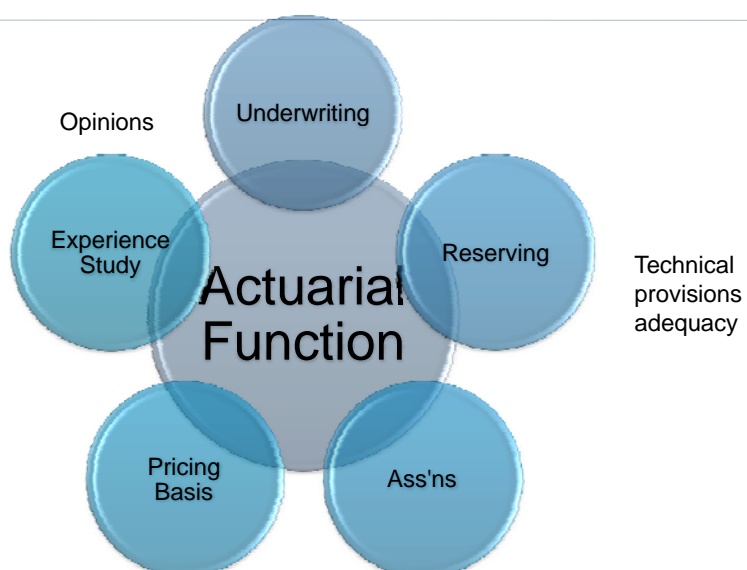 Underwriting
Opinions
Experience
Study
Reserving
Technical
provisions
adequacy
Actuarial
Function
Pricing
Basis
Ass'ns